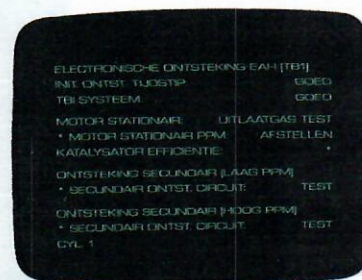 ELECTRONISCHE ONTSTEKING EAH [TB1]
INIT. ONTST. TIJDSTIP GOED
TBI SYSTEEM GOED
MOTOR STATIONAIR: UITLAATGAS TEST
* MOTOR STATIONAIR PPM: AFSTELLEN
KATALYSATOR EFFICIENTIE: *
ONTSTEKING SECUNDAIR [LAAG PPM]
* SECUNDAIR ONTST. CIRCUIT: TEST
ONTSTEKING SECUNDAIR [HOOG PPM]
* SECUNDAIR ONTST. CIRCUIT: TEST
CYL. 1